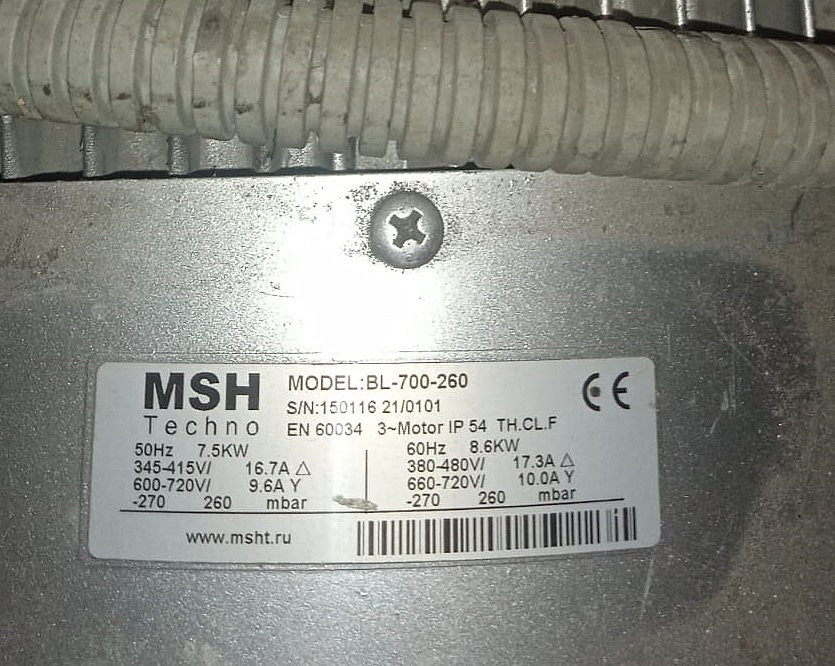 MSH
Techno
MODEL:BL-700-260
S/N:150116 21/0101
EN 60034 3~Motor IP 54 TH.CL.F
50Hz 7.5KW
345-415V/ 16.7A △
600-720V/ 9.6A Y
-270 260 mbar
60Hz 8.6KW
380-480V/ 17.3A △
660-720V/ 10.0A Y
-270 260 mbar
CE
www.msht.ru